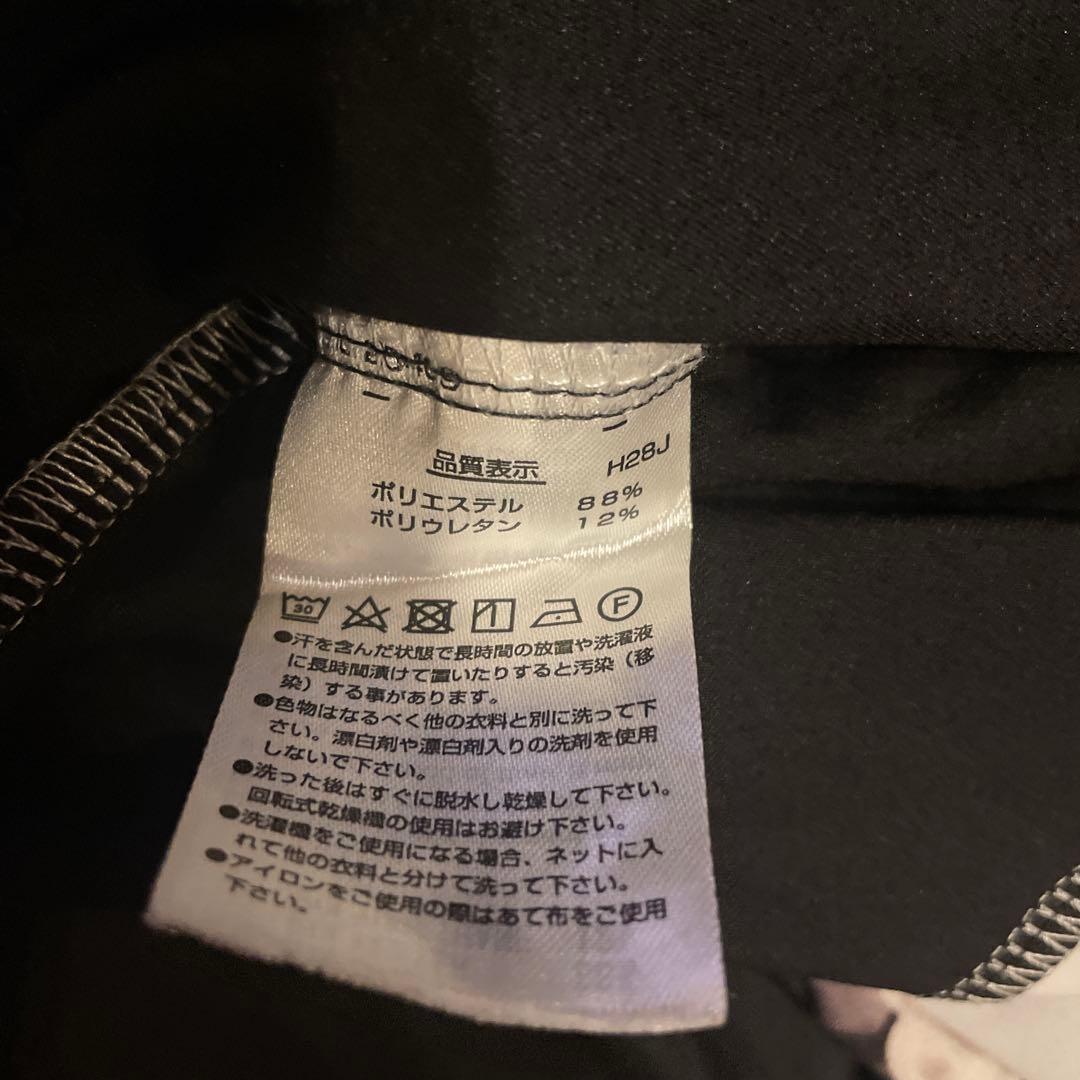 品質表示 H28J
ポリエステル 88%
ポリウレタン 12%
30 F
●汗を含んだ状態で長時間の放置や洗濯液
に長時間漬けて置いたりすると汚染（移
染）する事があります。
●色物はなるべく他の衣料と別に洗って下
さい。漂白剤や漂白剤入りの洗剤を使用
しないで下さい。
●洗った後はすぐに脱水し乾燥して下さい。
回転式乾燥機の使用はお避け下さい。
●洗濯機をご使用になる場合、ネットに入
れて他の衣料と分けて洗って下さい。
●アイロンをご使用の際はあて布をご使用
下さい。